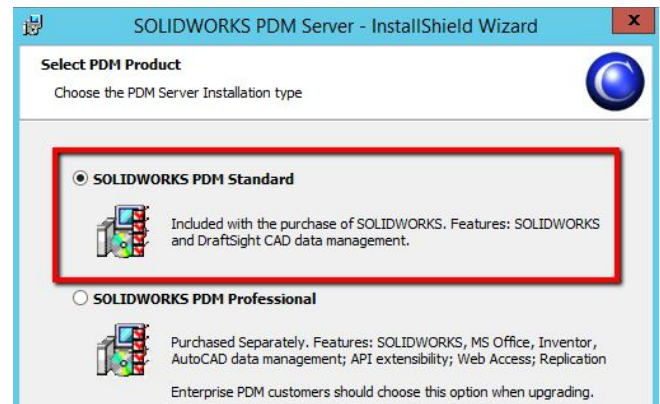 SOLIDWORKS PDM Server - InstallShield Wizard
x
Select PDM Product
Choose the PDM Server Installation type
SOLIDWORKS PDM Standard
Included with the purchase of SOLIDWORKS. Features: SOLIDWORKS
and DraftSight CAD data management.
SOLIDWORKS PDM Professional
Purchased Separately. Features: SOLIDWORKS, MS Office, Inventor,
AutoCAD data management; API extensibility; Web Access; Replication
Enterprise PDM customers should choose this option when upgrading.